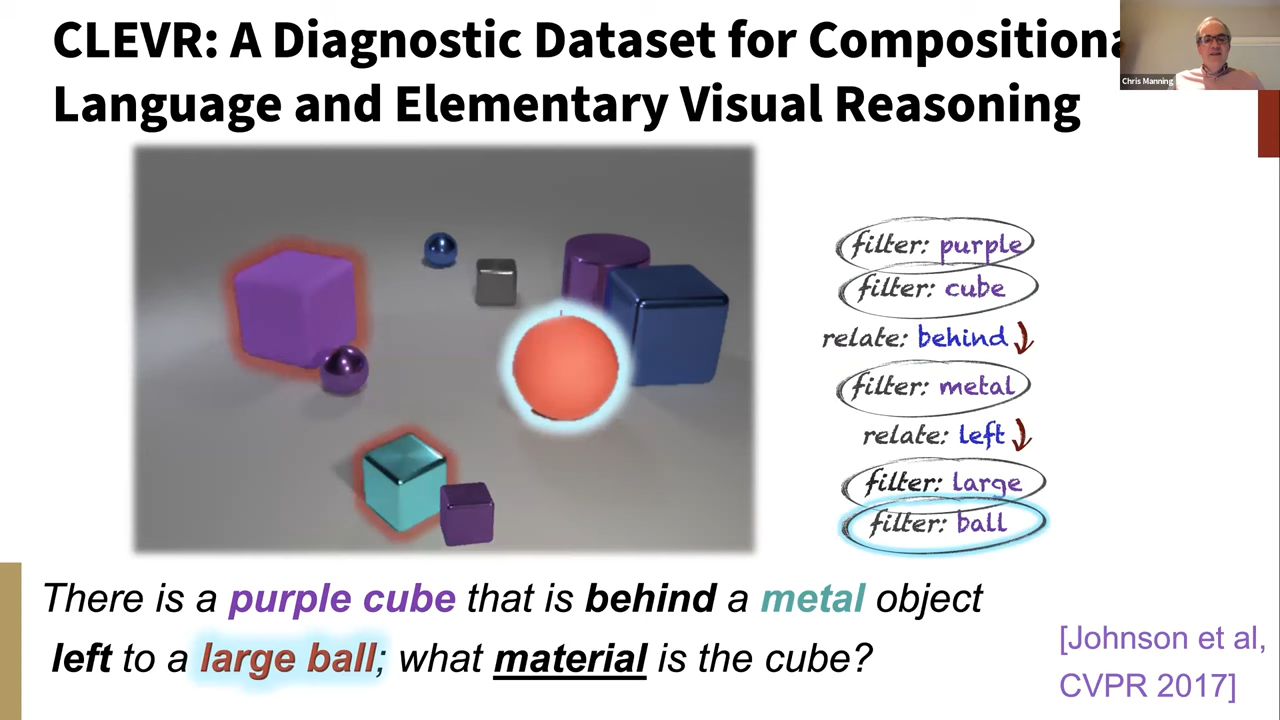 CLEVR: A Diagnostic Dataset for Compositiona
Language and Elementary Visual Reasoning
Chris Manning
filter: purple
filter: cube
relate: behind
filter: metal
relate: left
filter: large
filter: ball
There is a purple cube that is behind a metal object
left to a large ball; what material is the cube?
[Johnson et al,
CVPR 2017]